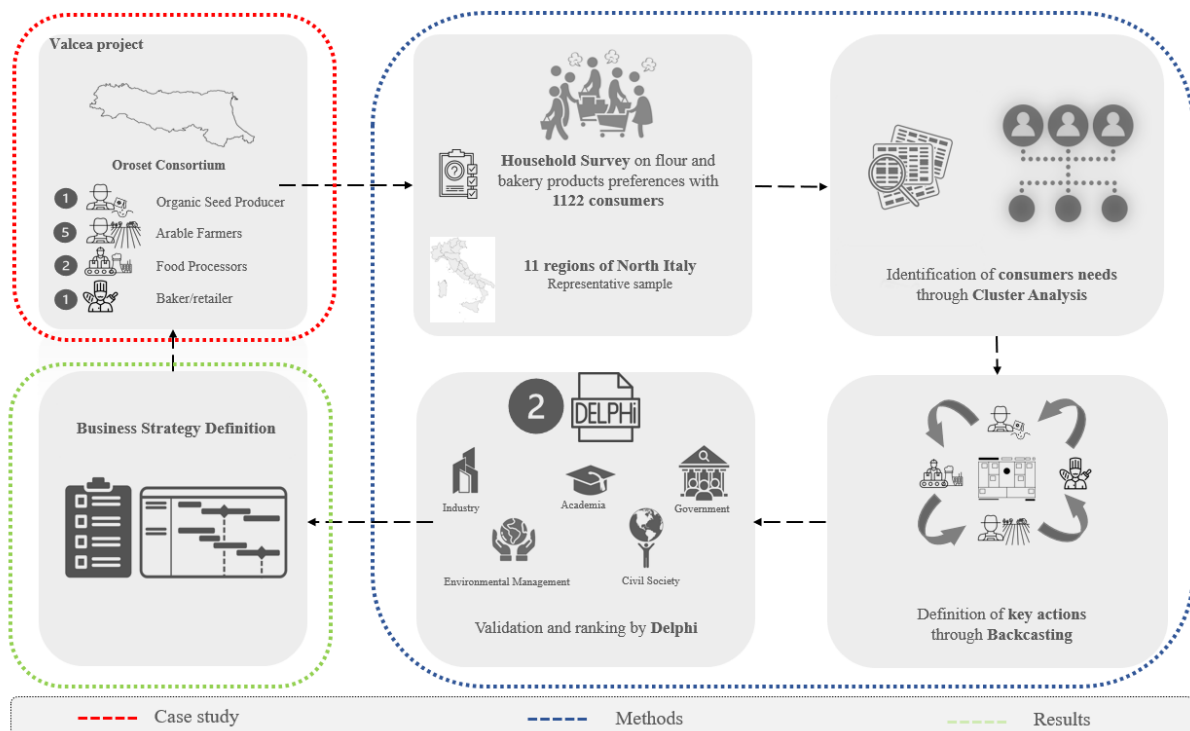 Valcea project
Oroset Consortium
1 Organic Seed Producer
5 Arable Farmers
2 Food Processors
1 Baker/retailer
Household Survey on flour and
bakery products preferences with
1122 consumers
11 regions of North Italy
Representative sample
Identification of consumers needs
through Cluster Analysis
Business Strategy Definition
2 DELPHi
Industry
Academia
Government
Environmental Management
Civil Society
Validation and ranking by Delphi
Definition of key actions
through Backcasting
Case study
Methods
Results